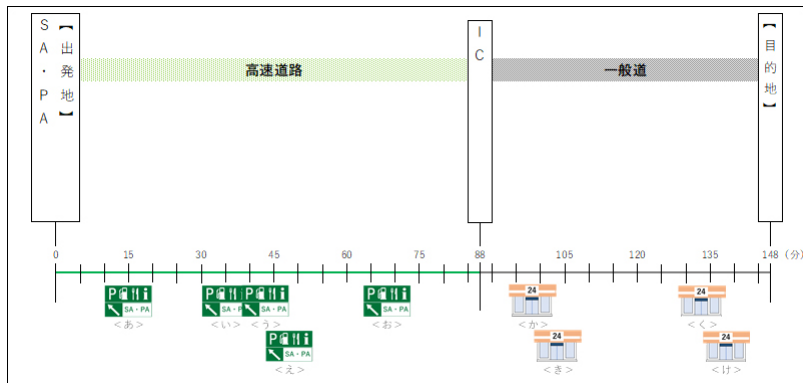 【出発地】
SA・PA
IC
【目的地】
高速道路
一般道
0 15 30 45 60 75 88 105 120 135 148 (分)
P i P i P i P i 24 24
SA・PA SA・PA SA・PA SA・PA
<あ> <い> <う> <お> <か> <く>
P i 24 24
SA・PA
<え> <き> <け>